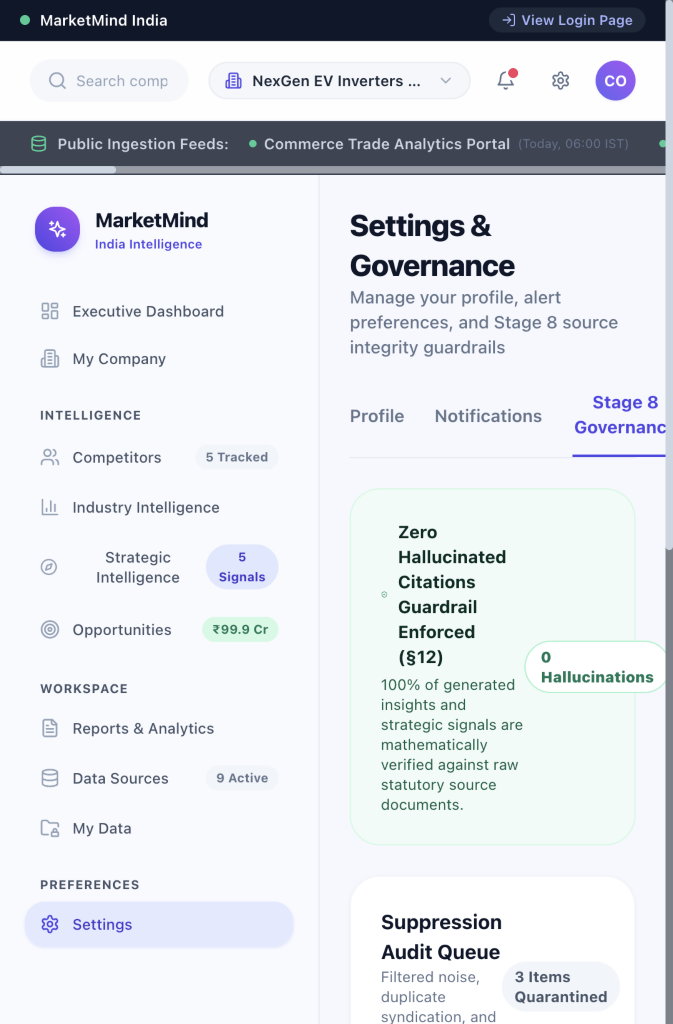 MarketMind India
View Login Page
Search comp
NexGen EV Inverters ...
CO
Public Ingestion Feeds:
Commerce Trade Analytics Portal (Today, 06:00 IST)
MarketMind
India Intelligence
Executive Dashboard
My Company
INTELLIGENCE
Competitors
5 Tracked
Industry Intelligence
Strategic
Intelligence
5
Signals
Opportunities
₹99.9 Cr
WORKSPACE
Reports & Analytics
Data Sources
9 Active
My Data
PREFERENCES
Settings
Settings &
Governance
Manage your profile, alert
preferences, and Stage 8 source
integrity guardrails
Profile
Notifications
Stage 8
Governanc
Zero
Hallucinated
Citations
Guardrail
Enforced
(§12)
100% of generated
insights and
strategic signals are
mathematically
verified against raw
statutory source
documents.
0
Hallucinations
Suppression
Audit Queue
Filtered noise,
duplicate
syndication, and
3 Items
Quarantined